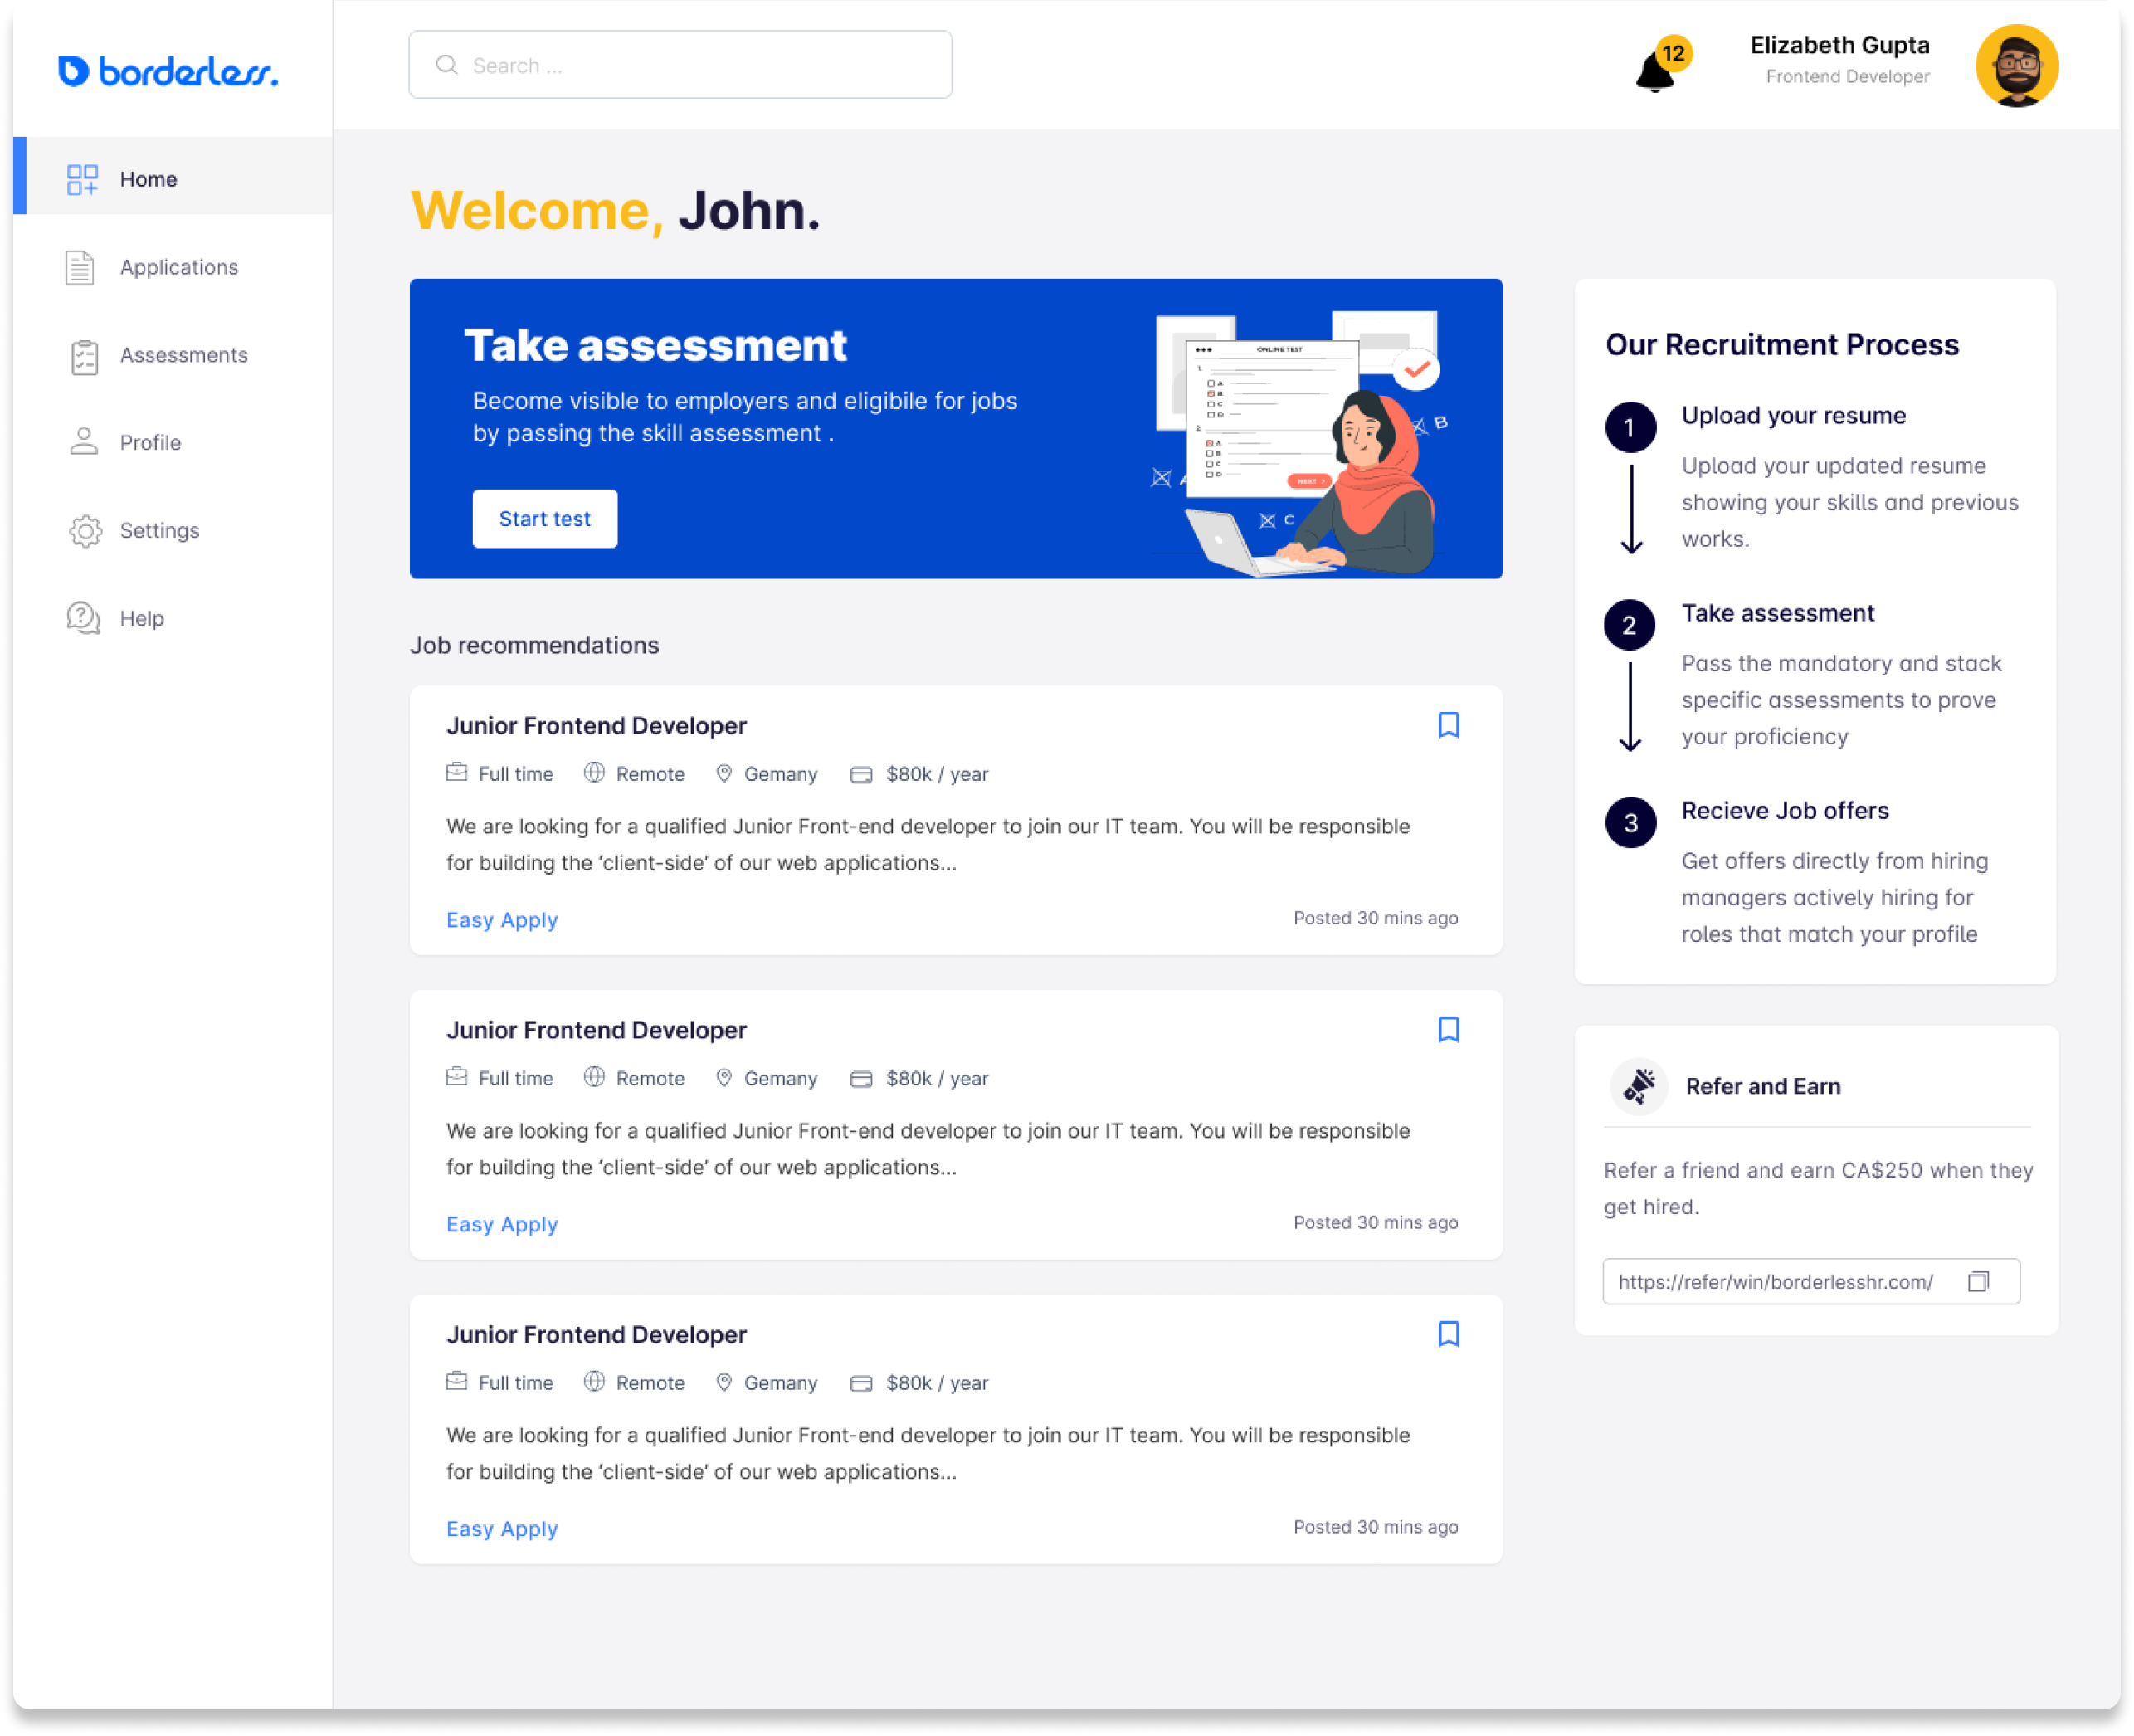 borderless.
Search ...
12
Elizabeth Gupta
Frontend Developer
Home
Applications
Assessments
Profile
Settings
Help
Welcome, John.
Take assessment
Become visible to employers and eligibile for jobs
by passing the skill assessment .
Start test
ONLINE TEST
1.
A
B
C
D
2.
A
B
C
D
NEXT >
B
A
C
Job recommendations
Junior Frontend Developer
Full time Remote Gemany $80k / year
We are looking for a qualified Junior Front-end developer to join our IT team. You will be responsible
for building the ‘client-side’ of our web applications...
Easy Apply
Posted 30 mins ago
Junior Frontend Developer
Full time Remote Gemany $80k / year
We are looking for a qualified Junior Front-end developer to join our IT team. You will be responsible
for building the ‘client-side’ of our web applications...
Easy Apply
Posted 30 mins ago
Junior Frontend Developer
Full time Remote Gemany $80k / year
We are looking for a qualified Junior Front-end developer to join our IT team. You will be responsible
for building the ‘client-side’ of our web applications...
Easy Apply
Posted 30 mins ago
Our Recruitment Process
1
Upload your resume
Upload your updated resume
showing your skills and previous
works.
2
Take assessment
Pass the mandatory and stack
specific assessments to prove
your proficiency
3
Recieve Job offers
Get offers directly from hiring
managers actively hiring for
roles that match your profile
Refer and Earn
Refer a friend and earn CA$250 when they
get hired.
https://refer/win/borderlesshr.com/